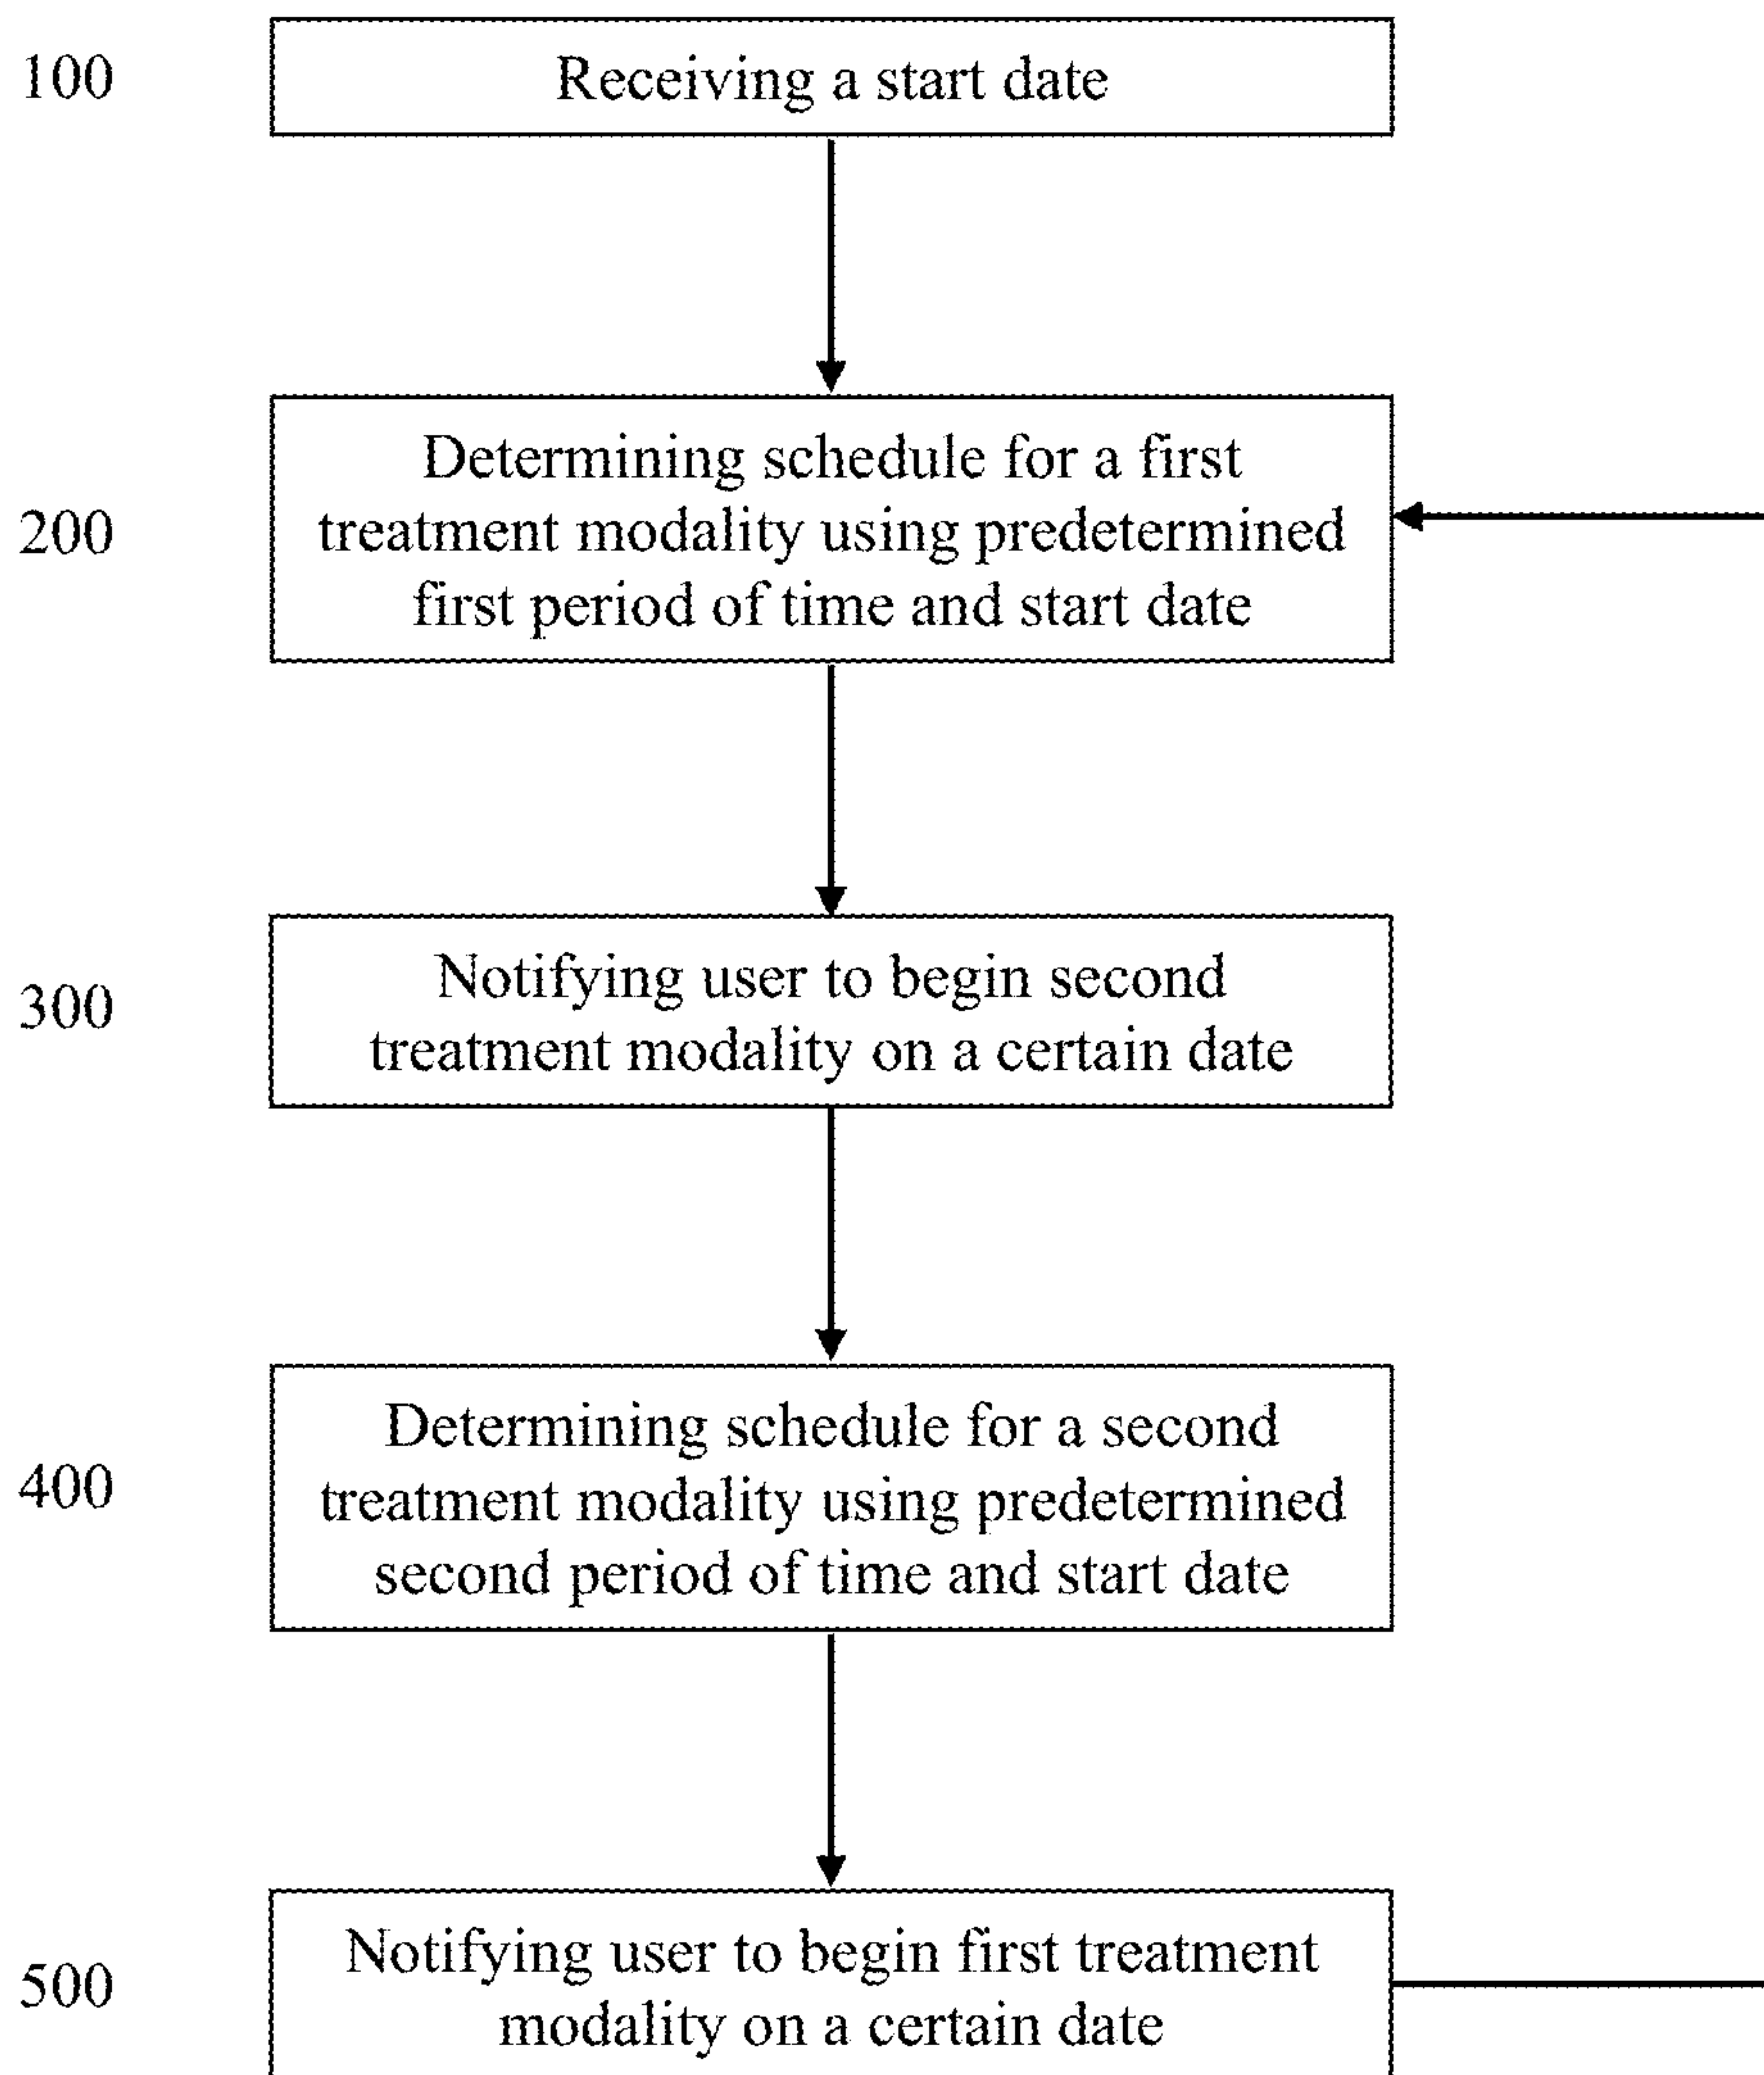 100
Receiving a start date
200
Determining schedule for a first
treatment modality using predetermined
first period of time and start date
300
Notifying user to begin second
treatment modality on a certain date
400
Determining schedule for a second
treatment modality using predetermined
second period of time and start date
500
Notifying user to begin first treatment
modality on a certain date